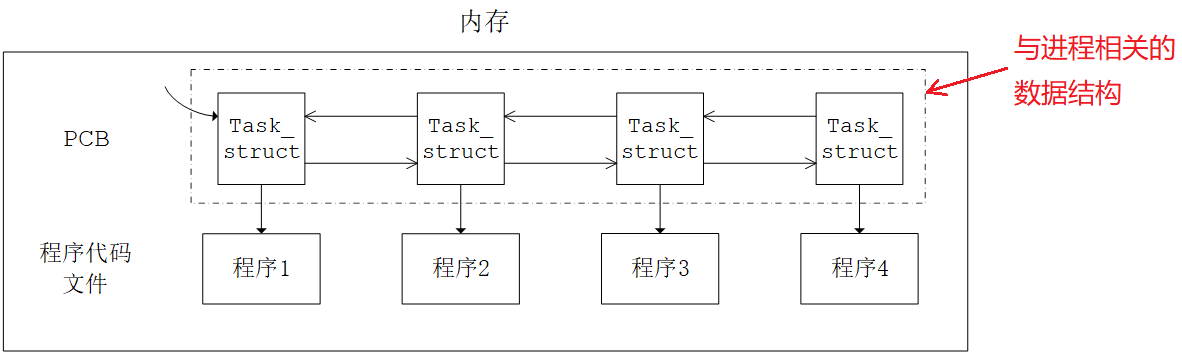 内存
与进程相关的
数据结构
PCB
Task_
struct
Task_
struct
Task_
struct
Task_
struct
程序代码
文件
程序1
程序2
程序3
程序4